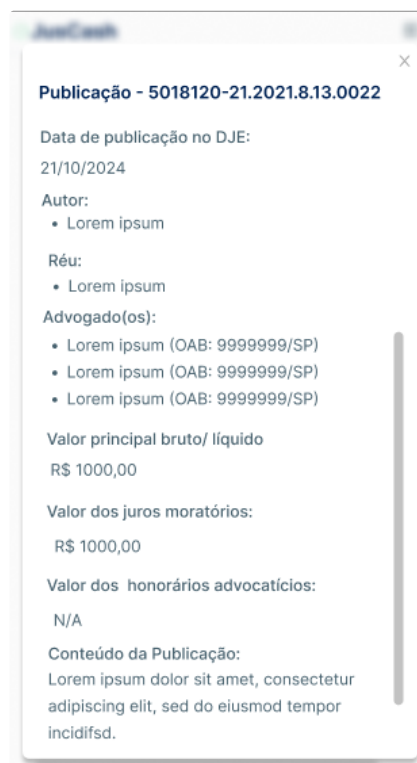 JusCash
Publicação - 5018120-21.2021.8.13.0022
Data de publicação no DJE:
21/10/2024
Autor:
• Lorem ipsum
Réu:
• Lorem ipsum
Advogado(os):
• Lorem ipsum (OAB: 9999999/SP)
• Lorem ipsum (OAB: 9999999/SP)
• Lorem ipsum (OAB: 9999999/SP)
Valor principal bruto/ líquido
R$ 1000,00
Valor dos juros moratórios:
R$ 1000,00
Valor dos honorários advocatícios:
N/A
Conteúdo da Publicação:
Lorem ipsum dolor sit amet, consectetur
adipiscing elit, sed do eiusmod tempor
incidifsd.